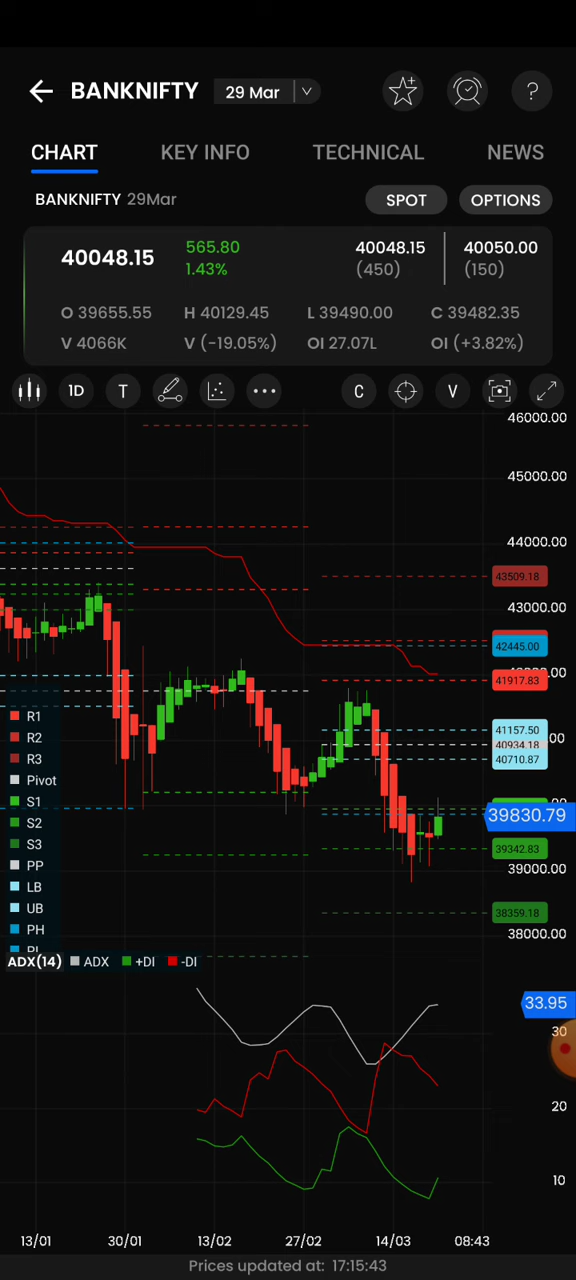 BANKNIFTY 29 Mar
?
CHART KEY INFO TECHNICAL NEWS
BANKNIFTY 29Mar SPOT OPTIONS
40048.15 565.80 1.43% 40048.15 (450) 40050.00 (150)
O 39655.55 H 40129.45 L 39490.00 C 39482.35
V 4066K V (-19.05%) OI 27.07L OI (+3.82%)
1D T C V
46000.00
45000.00
44000.00
43509.18
43000.00
42445.00
41917.83
41157.50
40934.18
40710.87
39830.79
39342.83
39000.00
38359.18
38000.00
R1
R2
R3
Pivot
S1
S2
S3
PP
LB
UB
PH
ADX(14) ADX +DI -DI
33.95
30
20
10
13/01 30/01 13/02 27/02 14/03 08:43
Prices updated at: 17:15:43